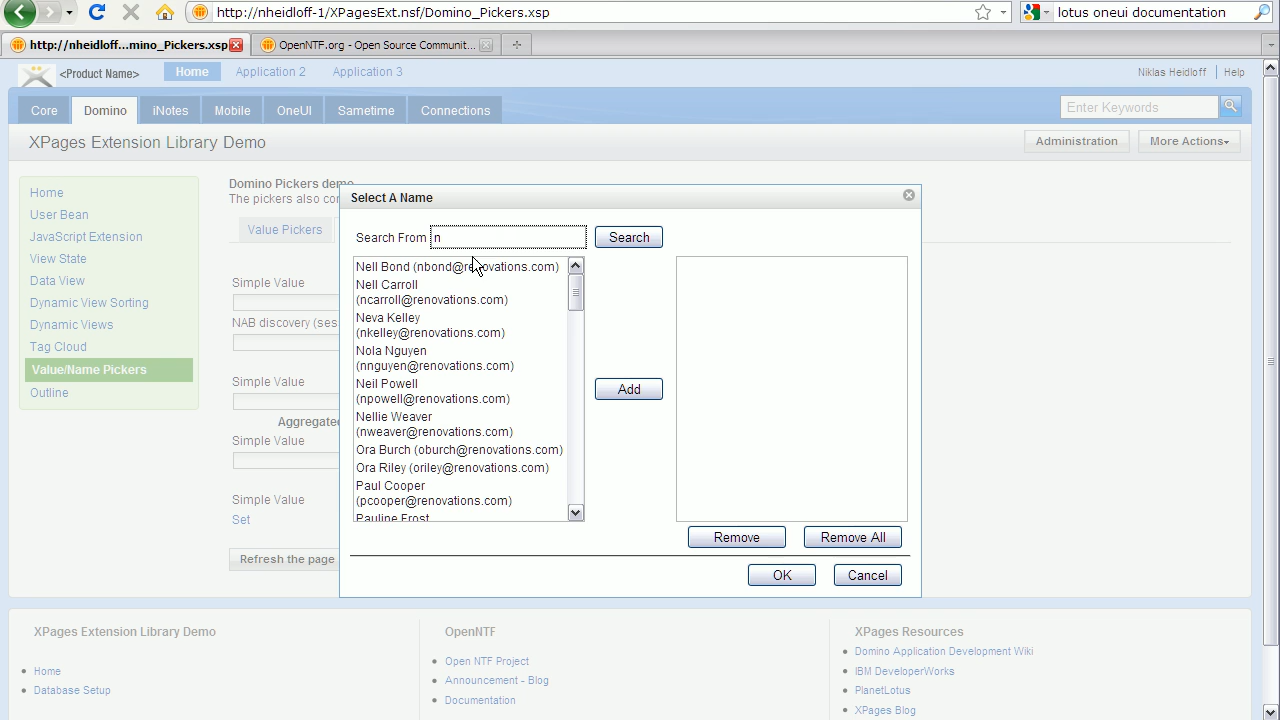 http://nheidloff-1/XPagesExt.nsf/Domino_Pickers.xsp
lotus oneui documentation
http://nheidloff...mino_Pickers.xsp
OpenNTF.org - Open Source Communit...
<Product Name>
Home
Application 2
Application 3
Niklas Heidloff
Help
Core
Domino
iNotes
Mobile
OneUI
Sametime
Connections
Enter Keywords
XPages Extension Library Demo
Administration
More Actions
Home
User Bean
JavaScript Extension
View State
Data View
Dynamic View Sorting
Dynamic Views
Tag Cloud
Value/Name Pickers
Outline
Domino Pickers demo
The pickers also co
Value Pickers
Simple Value
NAB discovery (ses
Simple Value
Aggregate
Simple Value
Simple Value
Set
Refresh the page
Select A Name
Search From
n
Search
Nell Bond (nbond@renovations.com)
Nell Carroll
(ncarroll@renovations.com)
Neva Kelley
(nkelley@renovations.com)
Nola Nguyen
(nnguyen@renovations.com)
Neil Powell
(npowell@renovations.com)
Nellie Weaver
(nweaver@renovations.com)
Ora Burch (oburch@renovations.com)
Ora Riley (oriley@renovations.com)
Paul Cooper
(pcooper@renovations.com)
Pauline Frost
Add
Remove
Remove All
OK
Cancel
XPages Extension Library Demo
Home
Database Setup
OpenNTF
Open NTF Project
Announcement - Blog
Documentation
XPages Resources
Domino Application Development Wiki
IBM DeveloperWorks
PlanetLotus
XPages Blog